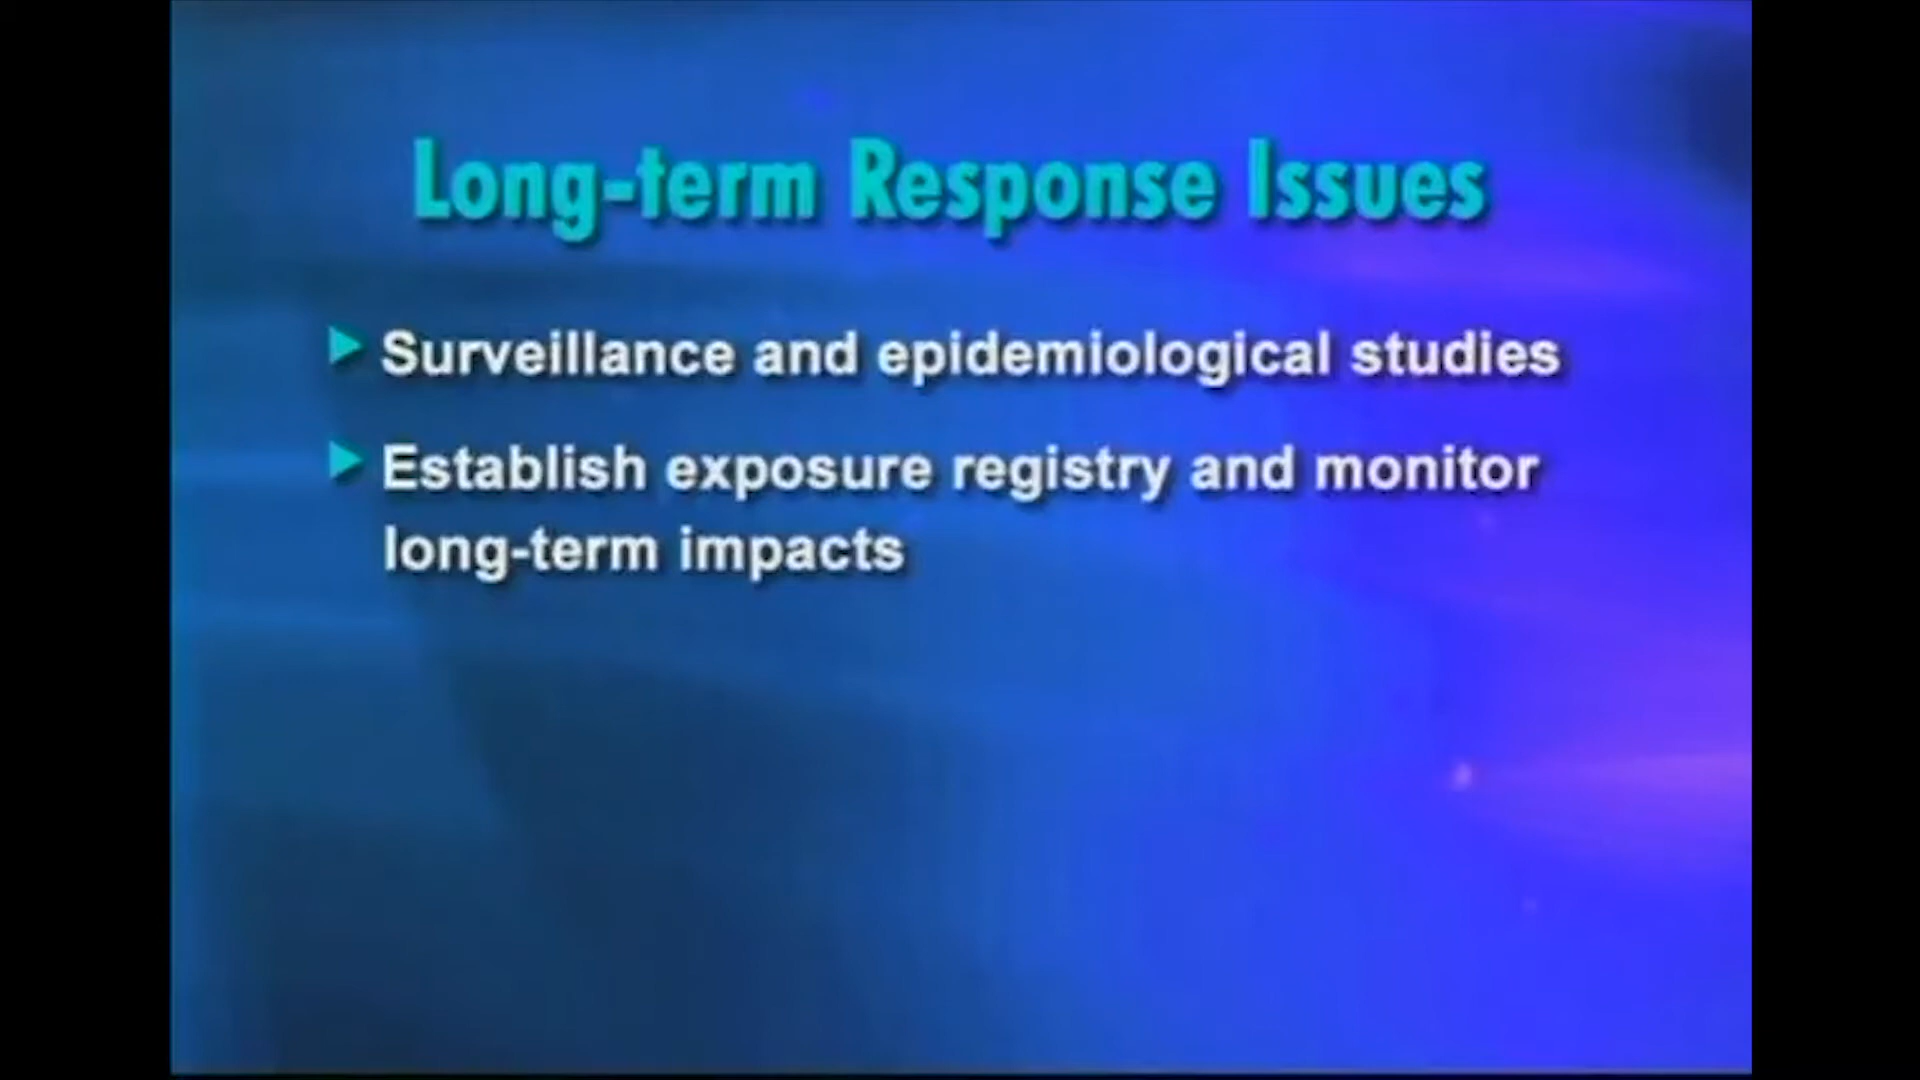 Long-term Response Issues
Surveillance and epidemiological studies
Establish exposure registry and monitor
long-term impacts